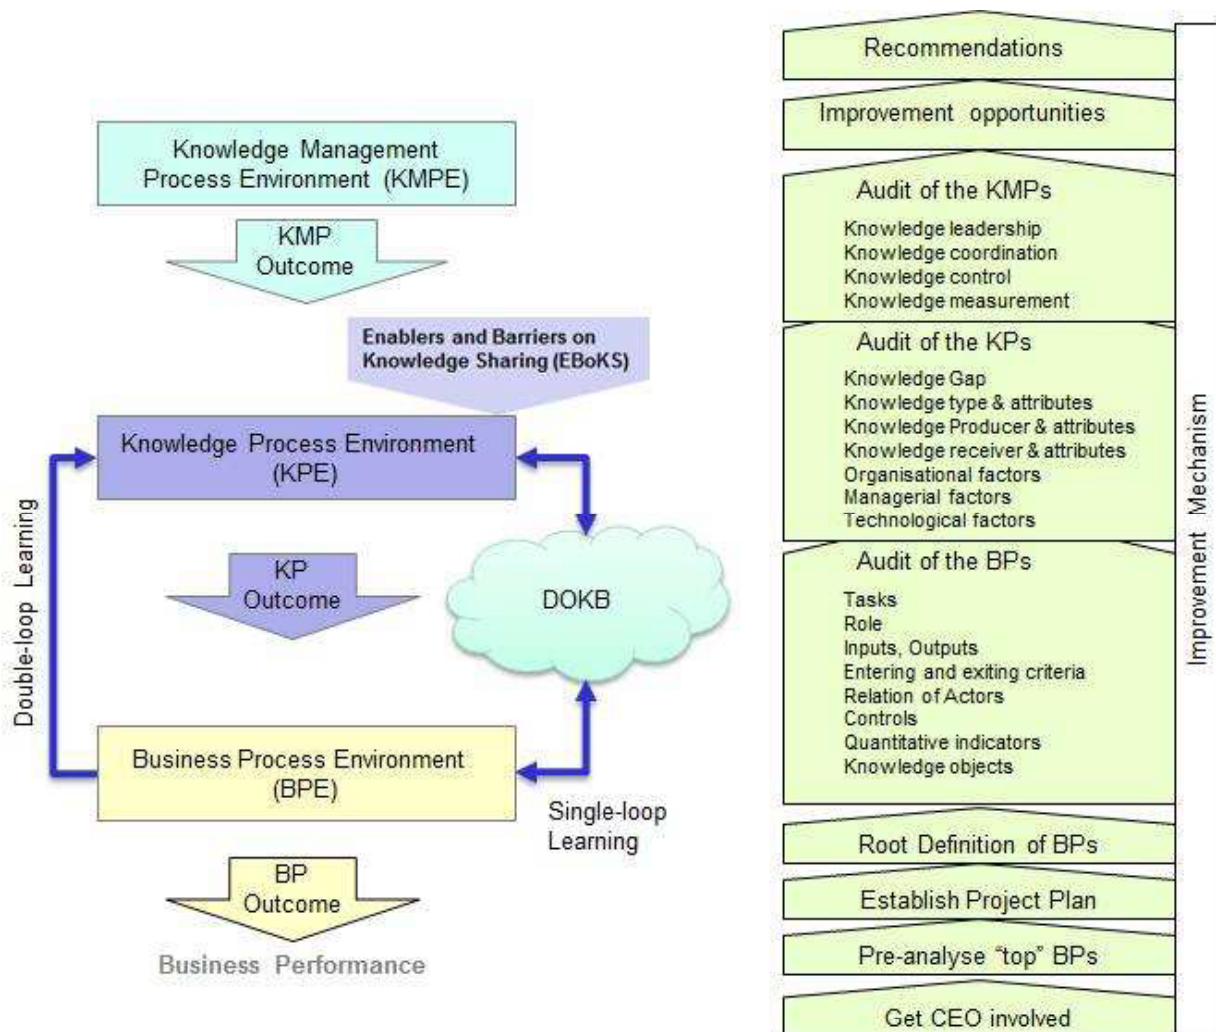 Knowledge Management
Process Environment (KMPE)
KMP
Outcome
Enablers and Barriers on
Knowledge Sharing (EBoKS)
Knowledge Process Environment
(KPE)
Double-loop Learning
KP
Outcome
DOKB
Business Process Environment
(BPE)
Single-loop
Learning
BP
Outcome
Business Performance
Recommendations
Improvement opportunities
Audit of the KMPs
Knowledge leadership
Knowledge coordination
Knowledge control
Knowledge measurement
Audit of the KPs
Knowledge Gap
Knowledge type & attributes
Knowledge Producer & attributes
Knowledge receiver & attributes
Organisational factors
Managerial factors
Technological factors
Audit of the BPs
Tasks
Role
Inputs, Outputs
Entering and exiting criteria
Relation of Actors
Controls
Quantitative indicators
Knowledge objects
Root Definition of BPs
Establish Project Plan
Pre-analyse “top” BPs
Get CEO involved
Improvement Mechanism